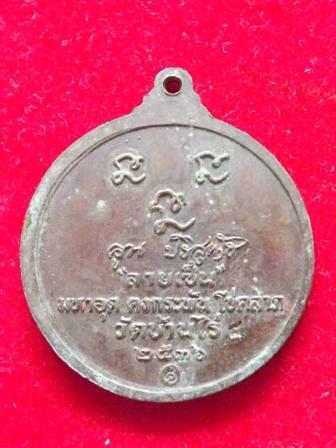 คูน ปริสุทฺโธ
ลายเซ็น
มหาอุด คงกระพัน โชคลาภ
วัดบ้านไร่
๒๕๓๖